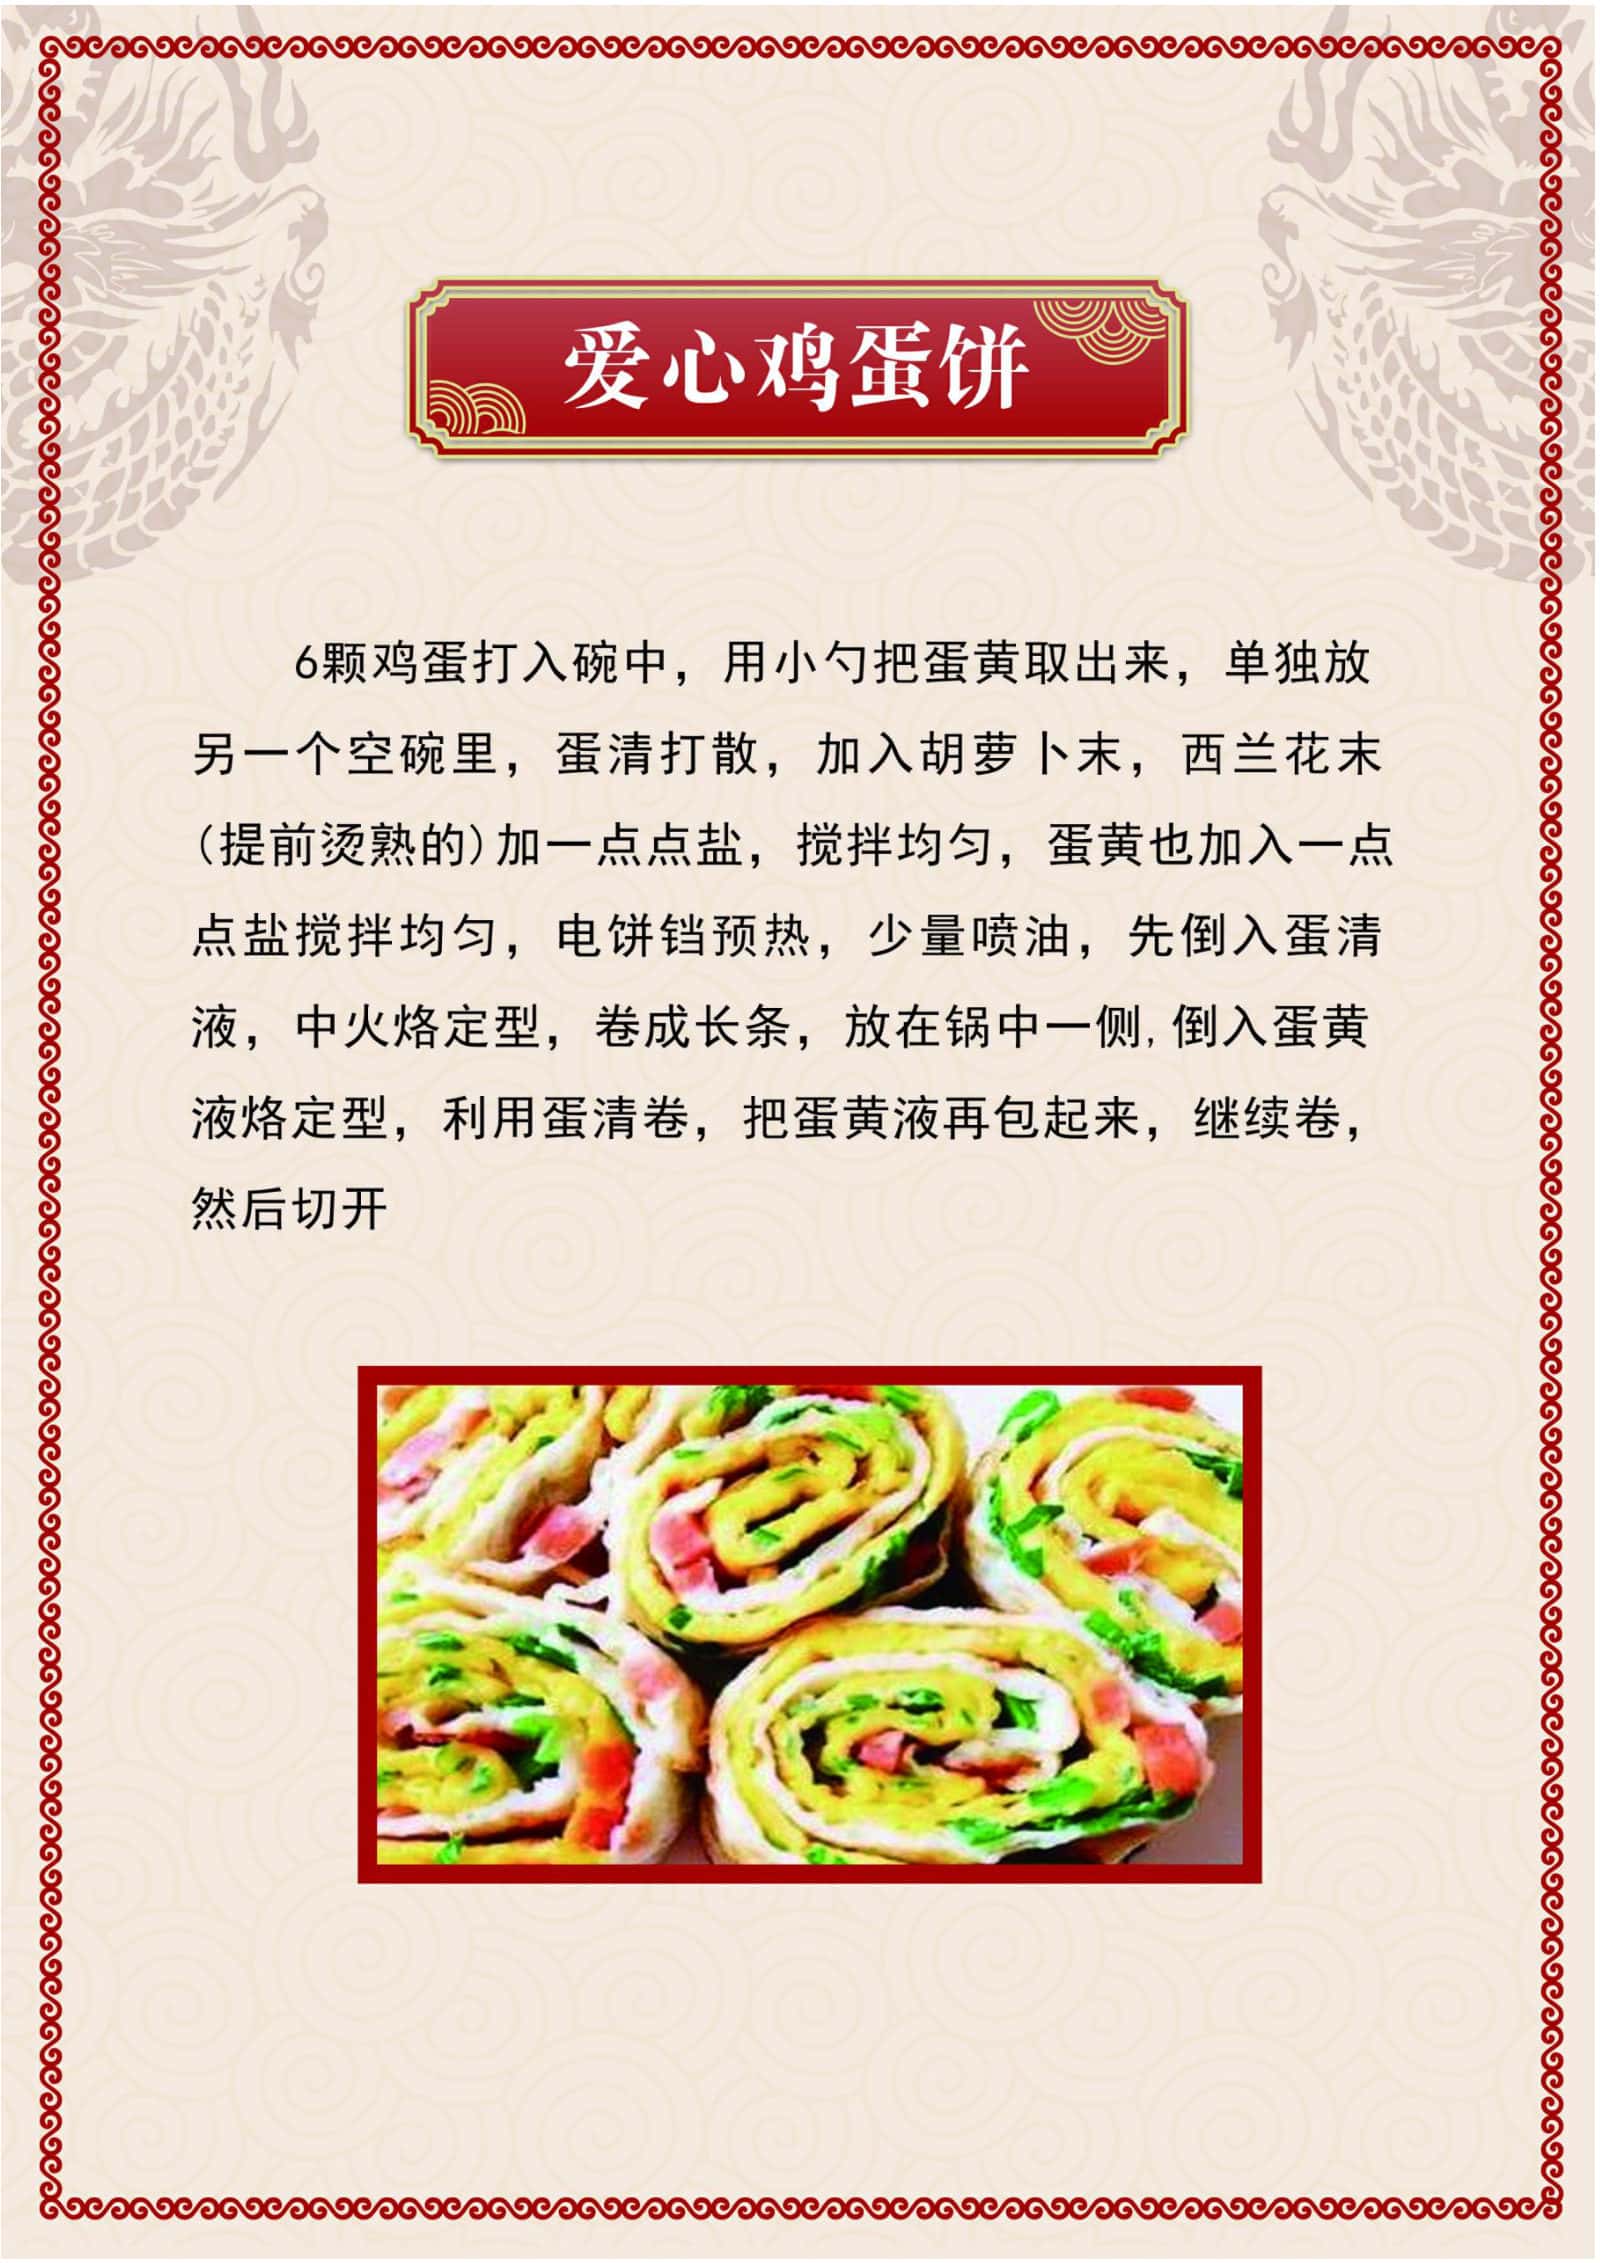 爱心鸡蛋饼
6颗鸡蛋打入碗中，用小勺把蛋黄取出来，单独放
另一个空碗里，蛋清打散，加入胡萝卜末，西兰花末
(提前烫熟的)加一点点盐，搅拌均匀，蛋黄也加入一点
点盐搅拌均匀，电饼铛预热，少量喷油，先倒入蛋清
液，中火烙定型，卷成长条，放在锅中一侧,倒入蛋黄
液烙定型，利用蛋清卷，把蛋黄液再包起来，继续卷，
然后切开